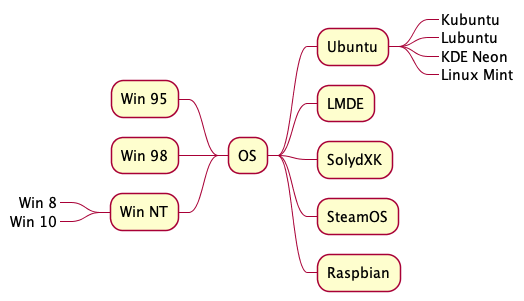 Kubuntu
Lubuntu
Ubuntu
KDE Neon
Linux Mint
Win 95
LMDE
Win 98
OS
SolydXK
Win 8
Win NT
SteamOS
Win 10
Raspbian